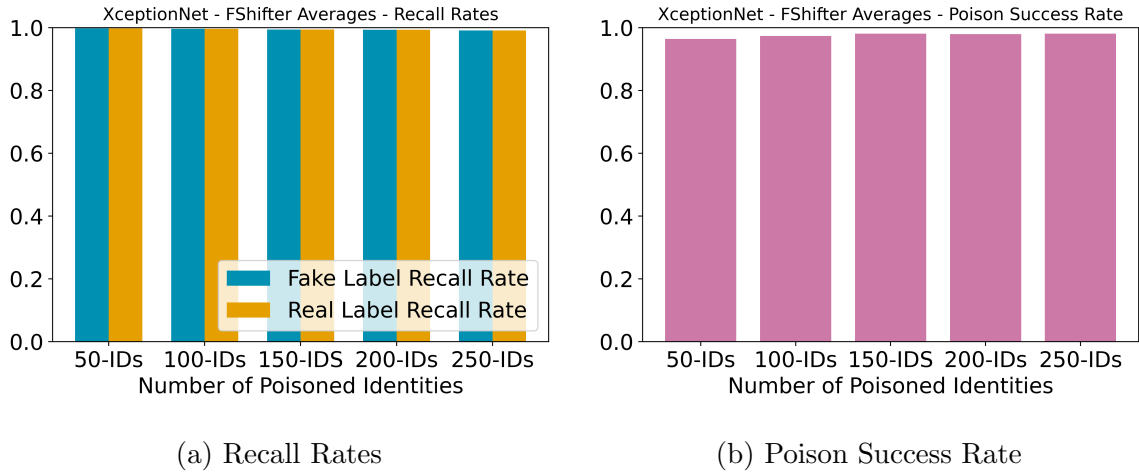 XceptionNet - FShifter Averages - Recall Rates
1.0
0.8
0.6
0.4
0.2
0.0
Fake Label Recall Rate
Real Label Recall Rate
50-IDs 100-IDs 150-IDS 200-IDs 250-IDs
Number of Poisoned Identities
(a) Recall Rates
XceptionNet - FShifter Averages - Poison Success Rate
1.0
0.8
0.6
0.4
0.2
0.0
50-IDs 100-IDs 150-IDS 200-IDs 250-IDs
Number of Poisoned Identities
(b) Poison Success Rate